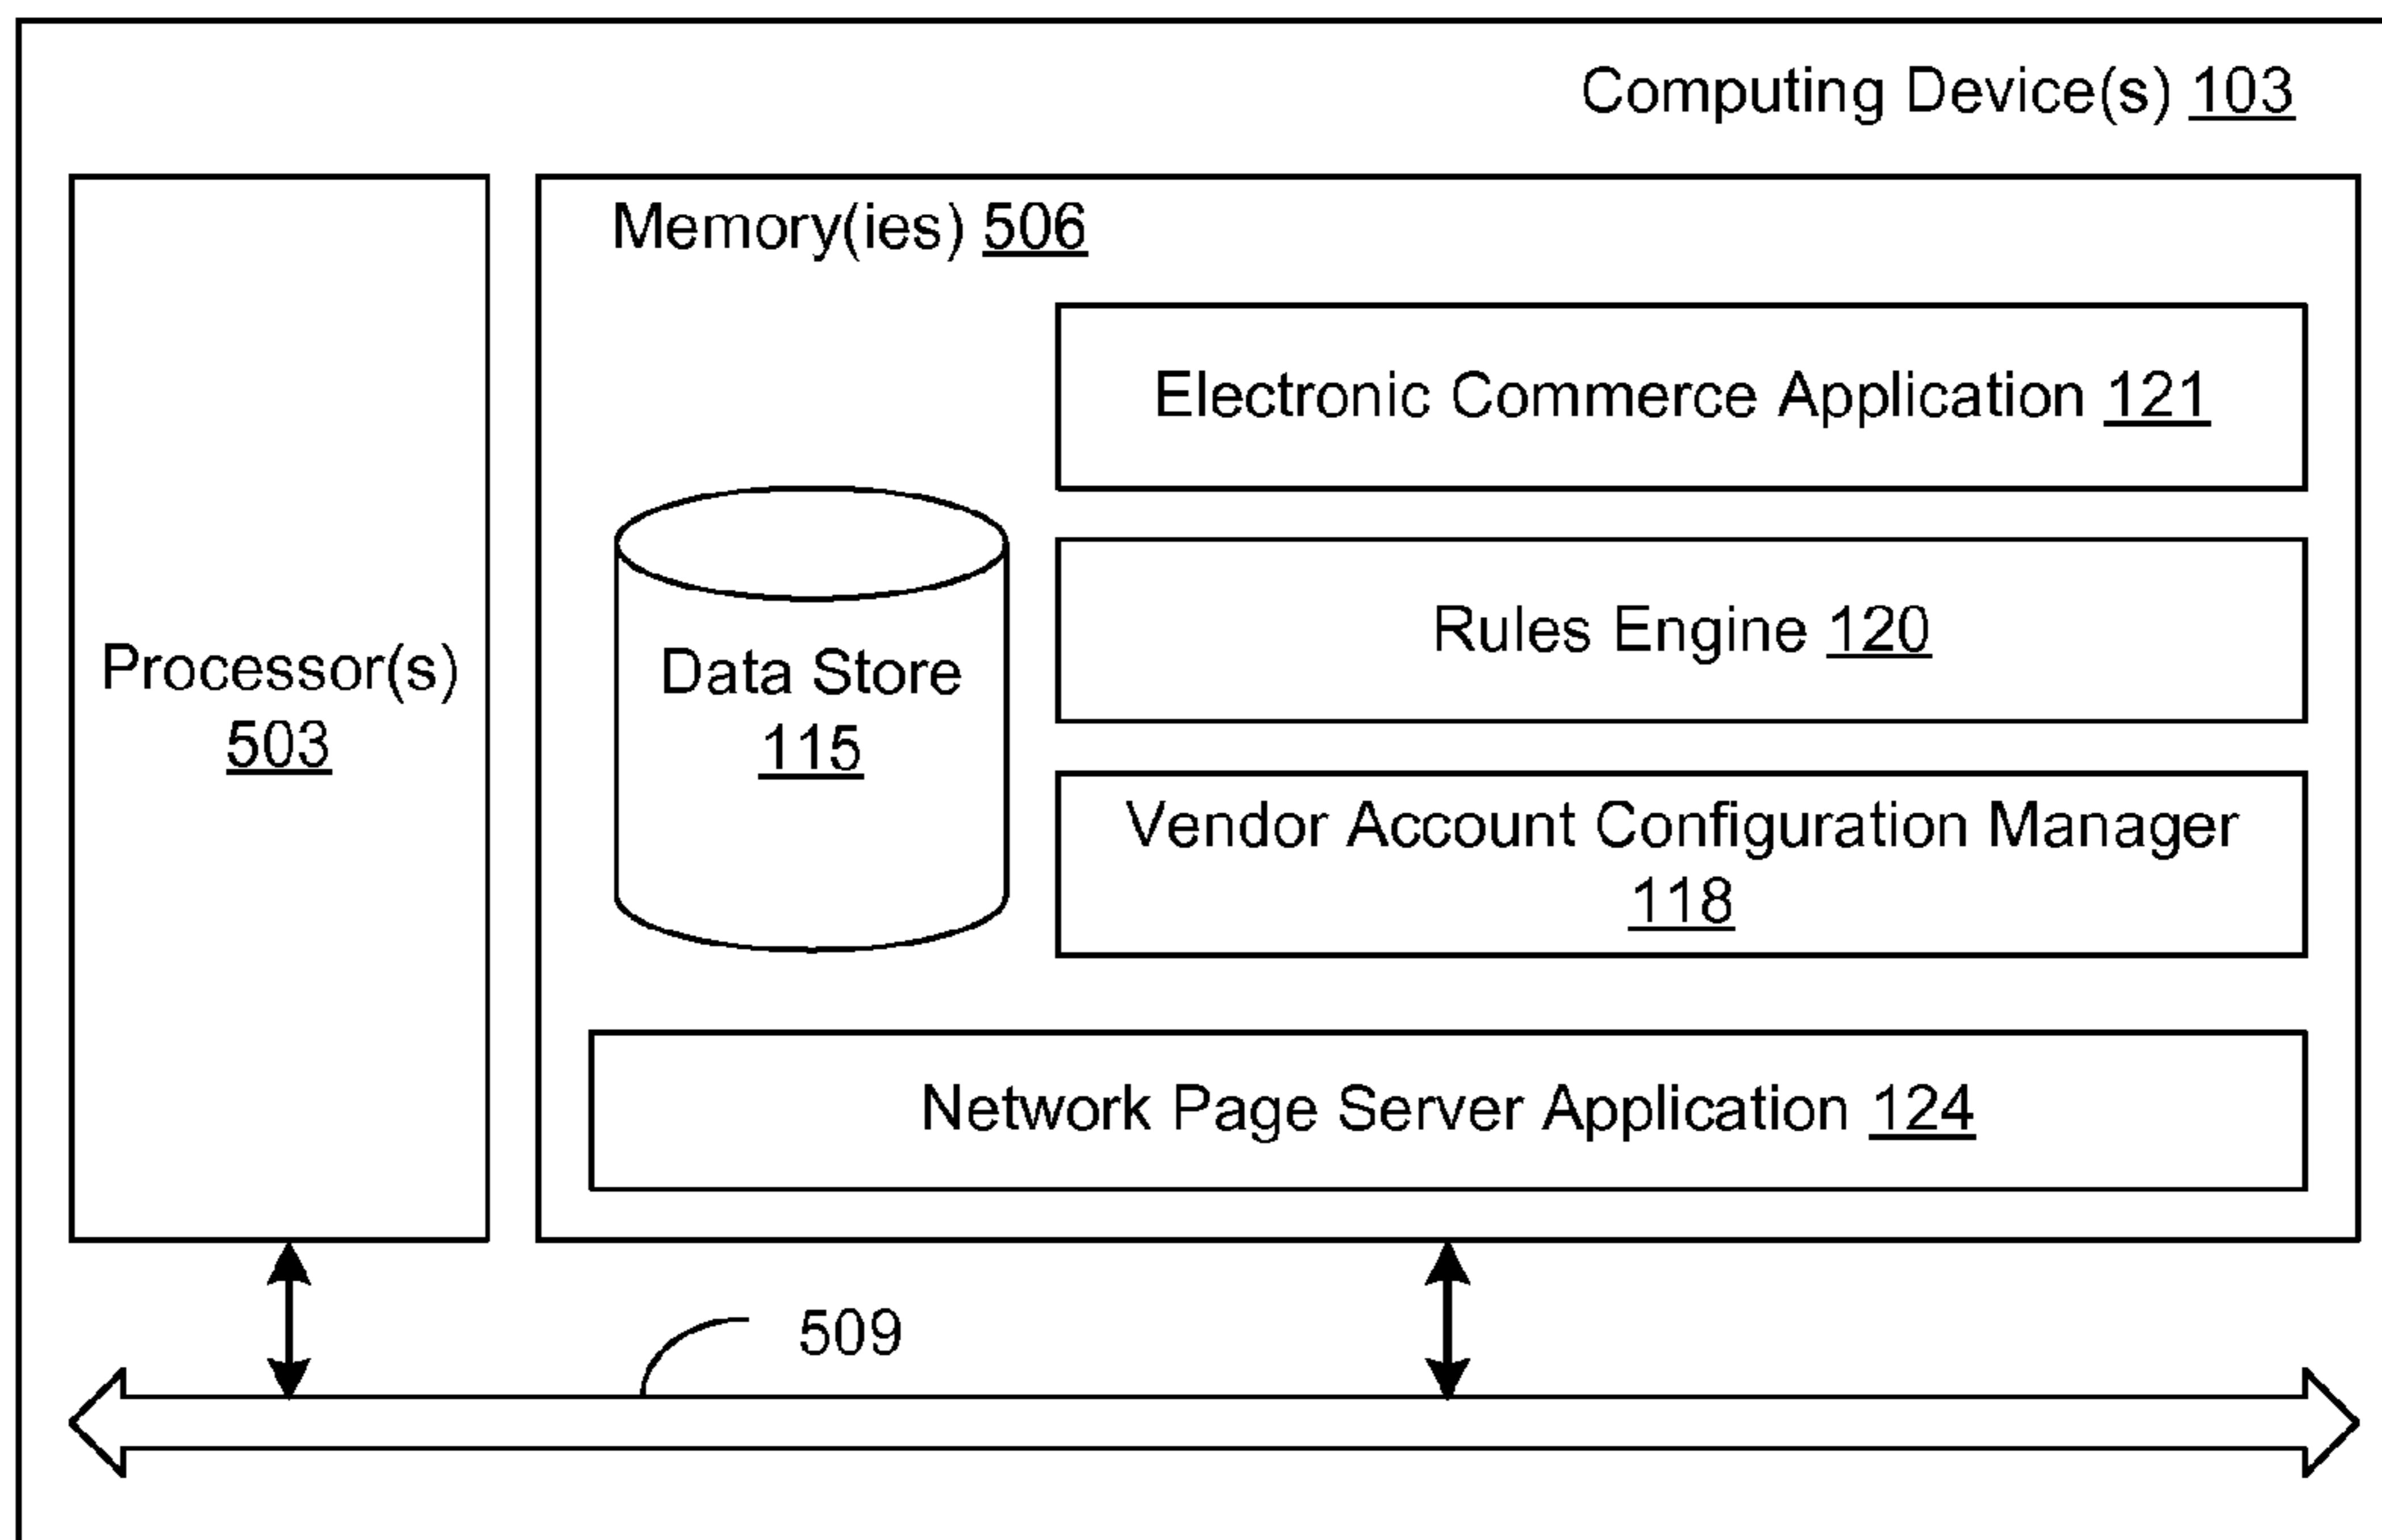 Computing Device(s) 103
Memory(ies) 506
Electronic Commerce Application 121
Rules Engine 120
Processor(s)
503
Data Store
115
Vendor Account Configuration Manager
118
Network Page Server Application 124
509